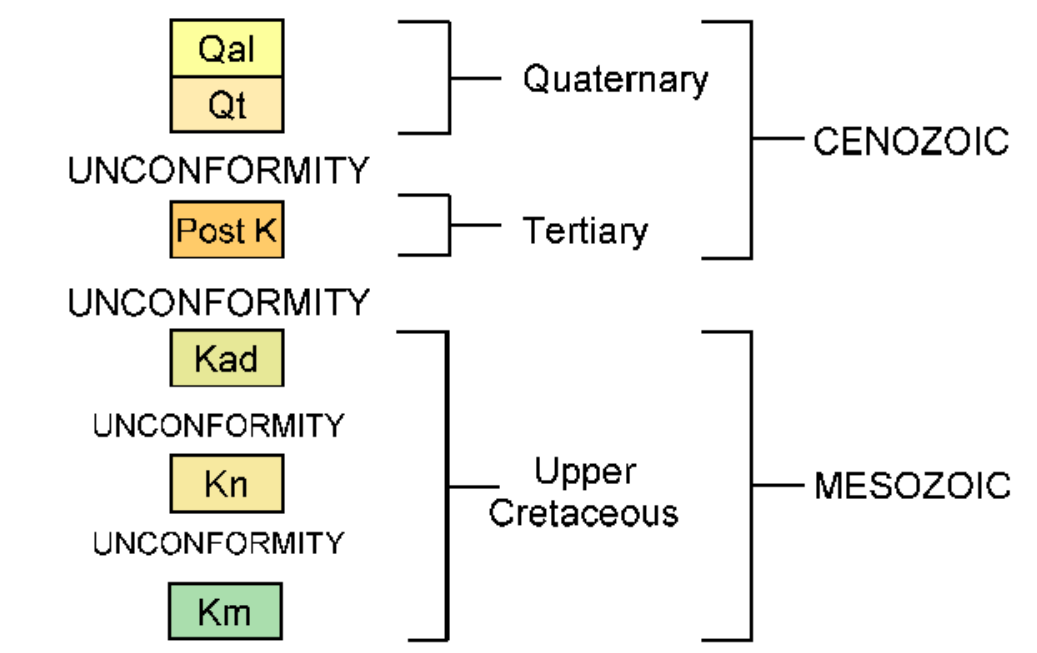 Qal
Qt
Quaternary
CENOZOIC
UNCONFORMITY
Post K
Tertiary
UNCONFORMITY
Kad
UNCONFORMITY
Kn
Upper
Cretaceous
MESOZOIC
UNCONFORMITY
Km